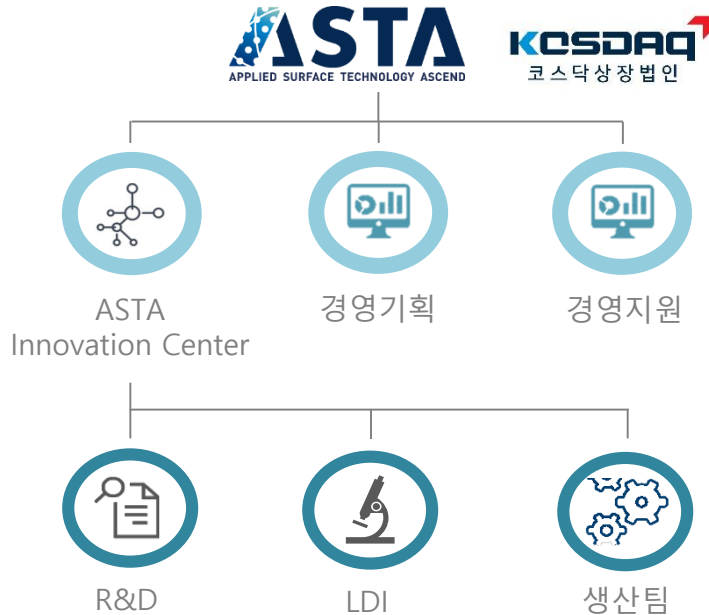 ASTA
APPLIED SURFACE TECHNOLOGY ASCEND
KOSDAQ
코스닥상장법인
ASTA
Innovation Center
경영기획
경영지원
R&D
LDI
생산팀